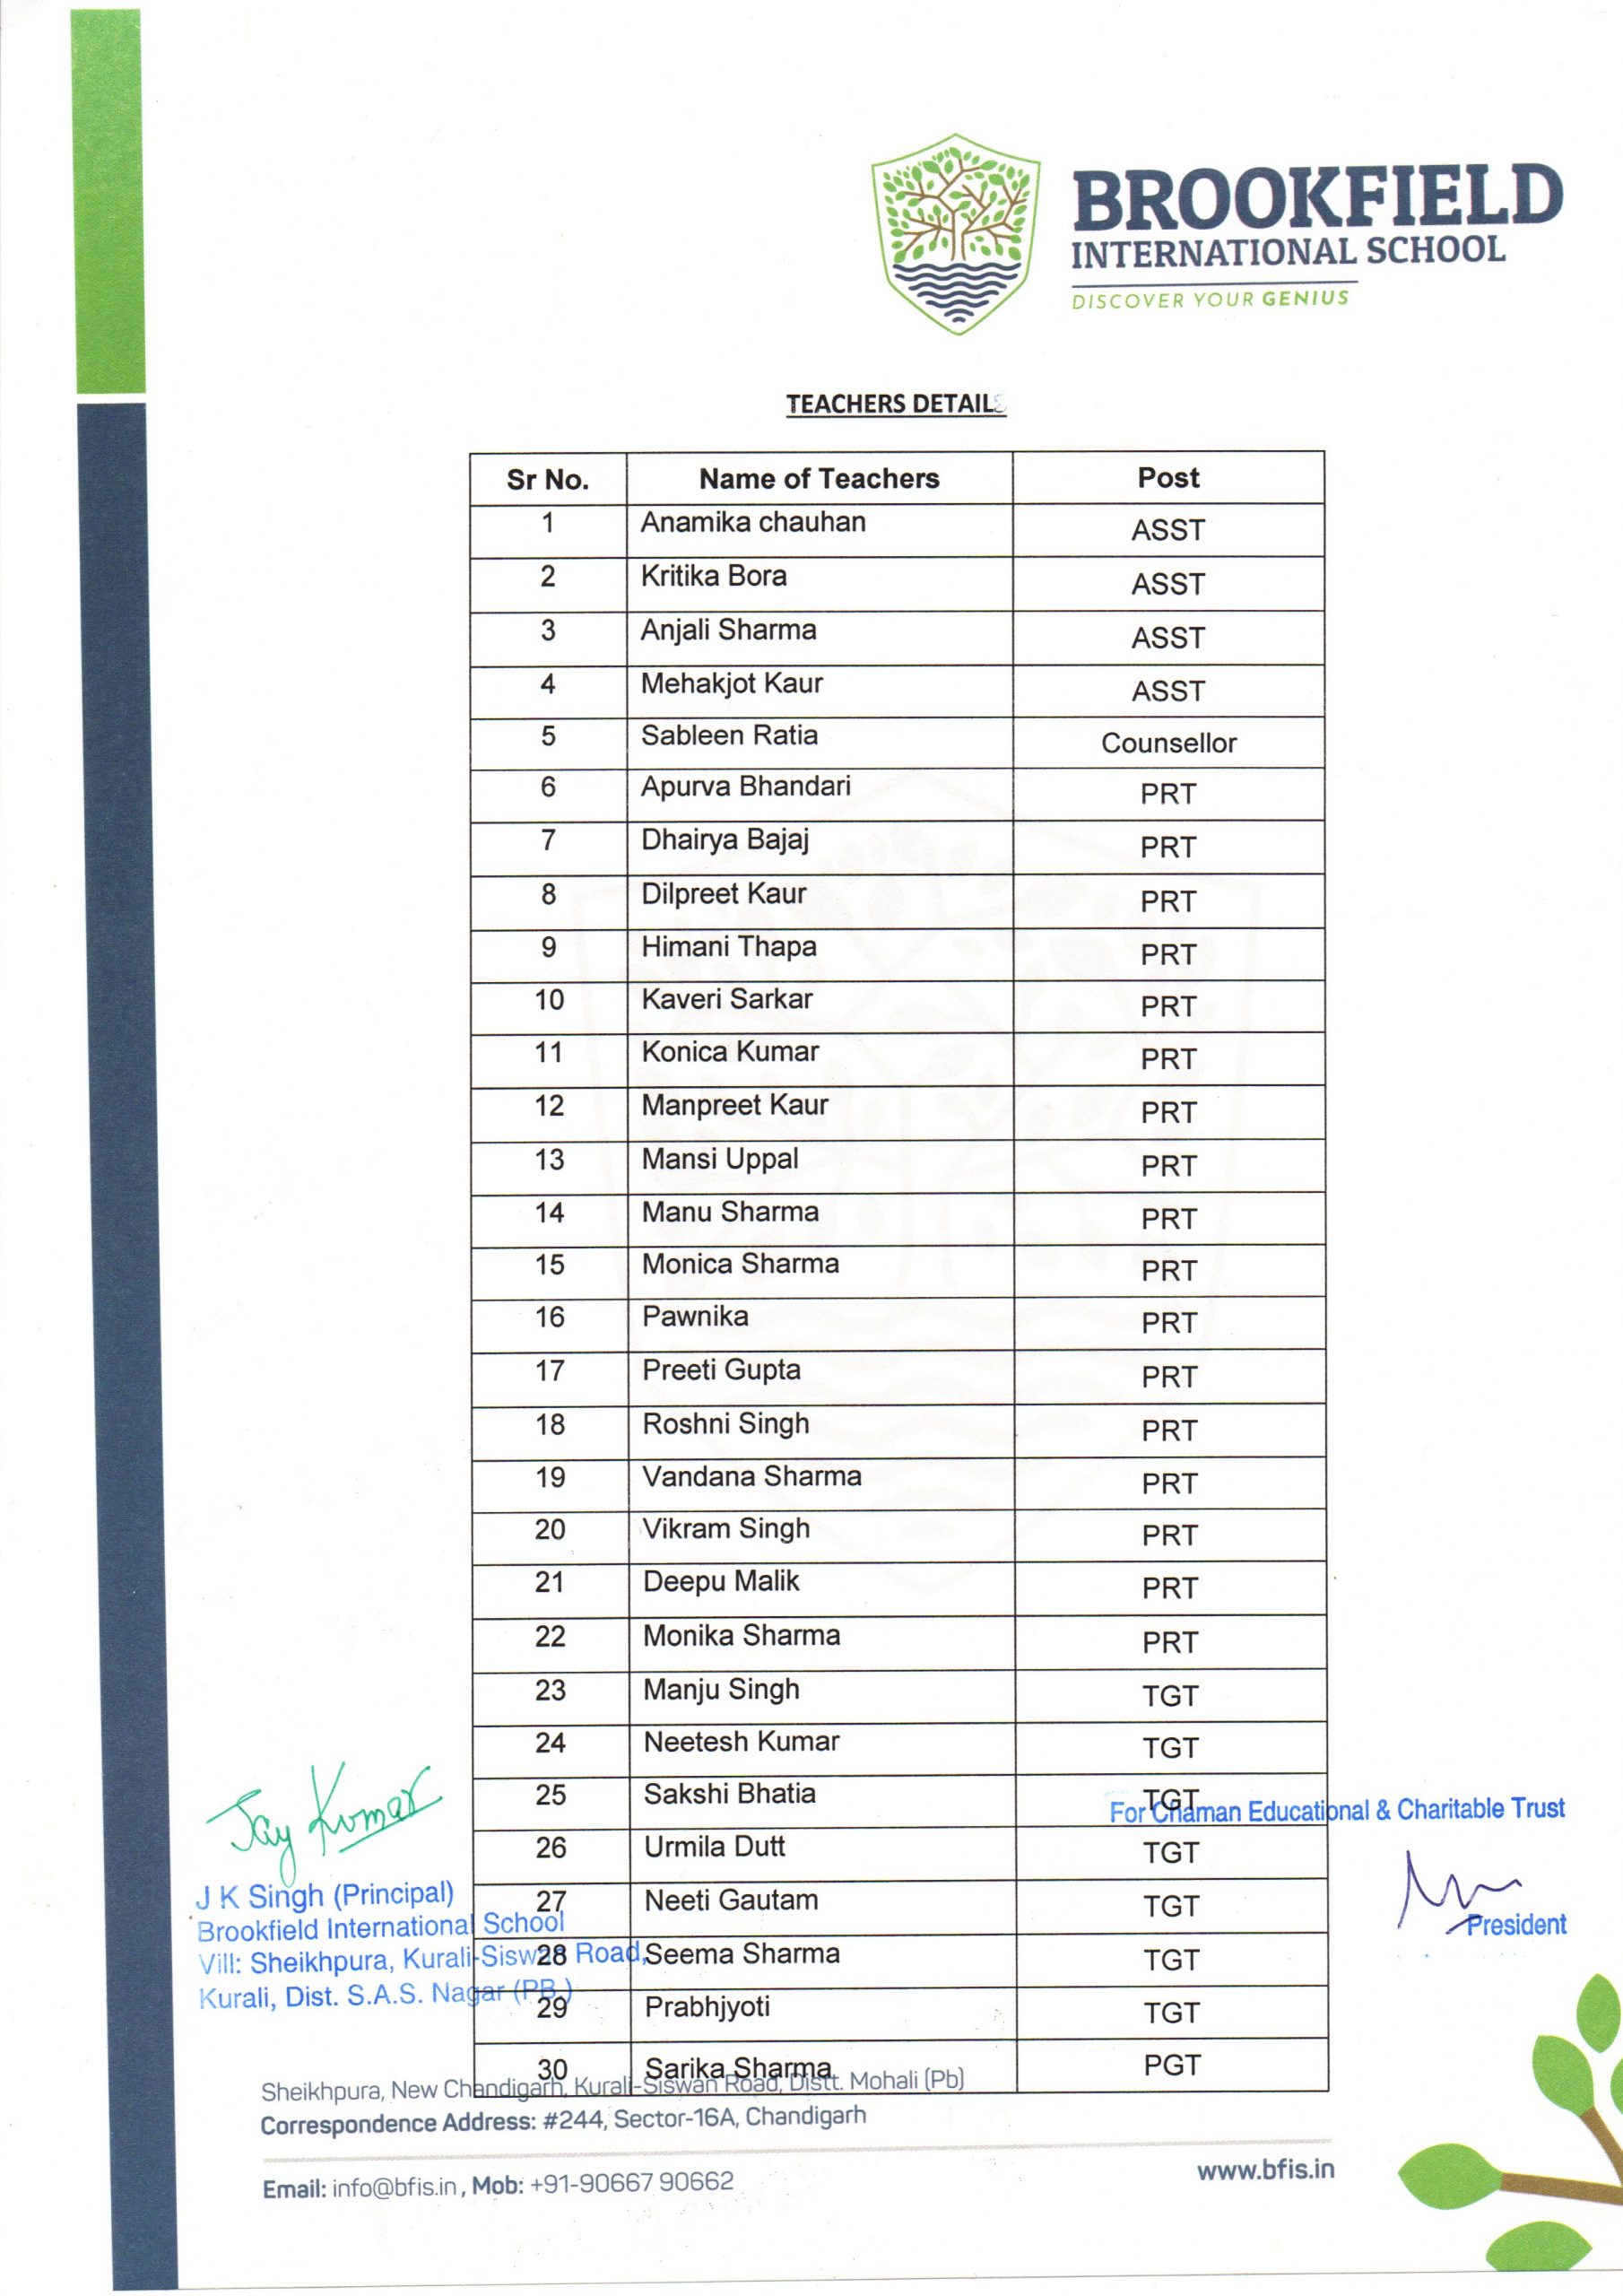 BROOKFIELD
INTERNATIONAL SCHOOL
DISCOVER YOUR GENIUS
TEACHERS DETAILS
Sr No. Name of Teachers Post
1 Anamika chauhan ASST
2 Kritika Bora ASST
3 Anjali Sharma ASST
4 Mehakjot Kaur ASST
5 Sableen Ratia Counsellor
6 Apurva Bhandari PRT
7 Dhairya Bajaj PRT
8 Dilpreet Kaur PRT
9 Himani Thapa PRT
10 Kaveri Sarkar PRT
11 Konica Kumar PRT
12 Manpreet Kaur PRT
13 Mansi Uppal PRT
14 Manu Sharma PRT
15 Monica Sharma PRT
16 Pawnika PRT
17 Preeti Gupta PRT
18 Roshni Singh PRT
19 Vandana Sharma PRT
20 Vikram Singh PRT
21 Deepu Malik PRT
22 Monika Sharma PRT
23 Manju Singh TGT
24 Neetesh Kumar TGT
25 Sakshi Bhatia TGT
26 Urmila Dutt TGT
27 Neeti Gautam TGT
28 Seema Sharma TGT
29 Prabhjyoti TGT
30 Sarika Sharma PGT
Jay Kumar
J K Singh (Principal)
Brookfield International School
Vill: Sheikhpura, Kurali-Siswan Road,
Kurali, Dist. S.A.S. Nagar (PB.)
For Chaman Educational & Charitable Trust
President
Sheikhpura, New Chandigarh, Kurali-Siswan Road, Distt. Mohali (Pb)
Correspondence Address: #244, Sector-16A, Chandigarh
Email: info@bfis.in, Mob: +91-90667 90662
www.bfis.in